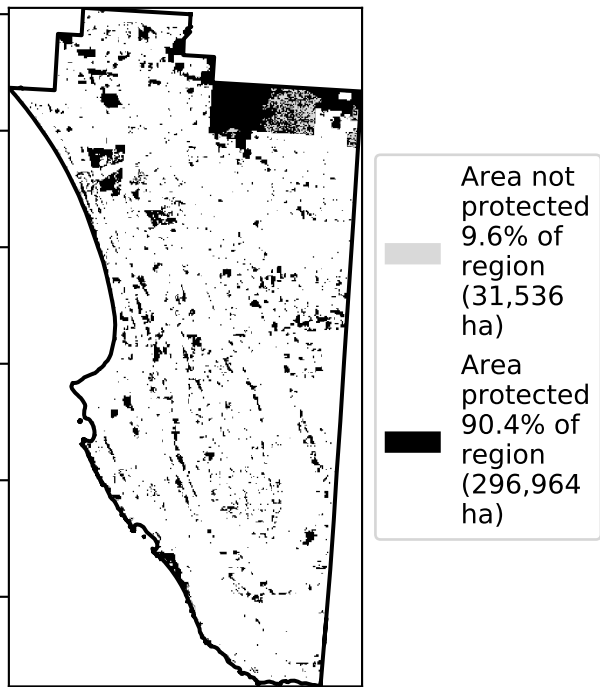 Area not
protected
9.6% of
region
(31,536
ha)
Area
protected
90.4% of
region
(296,964
ha)